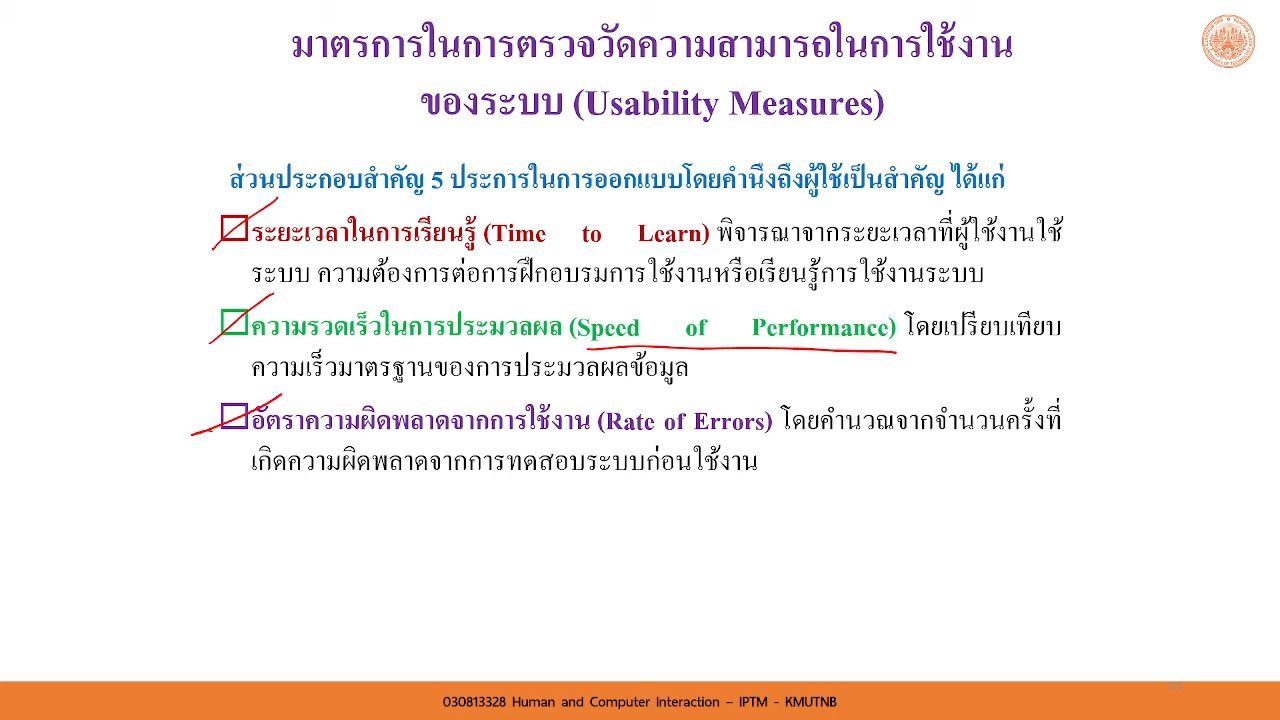 มาตรการในการตรวจวัดความสามารถในการใช้งาน
ของระบบ (Usability Measures)
ส่วนประกอบสำคัญ 5 ประการในการออกแบบโดยคำนึงถึงผู้ใช้เป็นสำคัญ ได้แก่
ระยะเวลาในการเรียนรู้ (Time to Learn) พิจารณาจากระยะเวลาที่ผู้ใช้งานใช้
ระบบ ความต้องการต่อการฝึกอบรมการใช้งานหรือเรียนรู้การใช้งานระบบ
ความรวดเร็วในการประมวลผล (Speed of Performance) โดยเปรียบเทียบ
ความเร็วมาตรฐานของการประมวลผลข้อมูล
อัตราความผิดพลาดจากการใช้งาน (Rate of Errors) โดยคำนวณจากจำนวนครั้งที่
เกิดความผิดพลาดจากการทดสอบระบบก่อนใช้งาน
030813328 Human and Computer Interaction – IPTM - KMUTNB